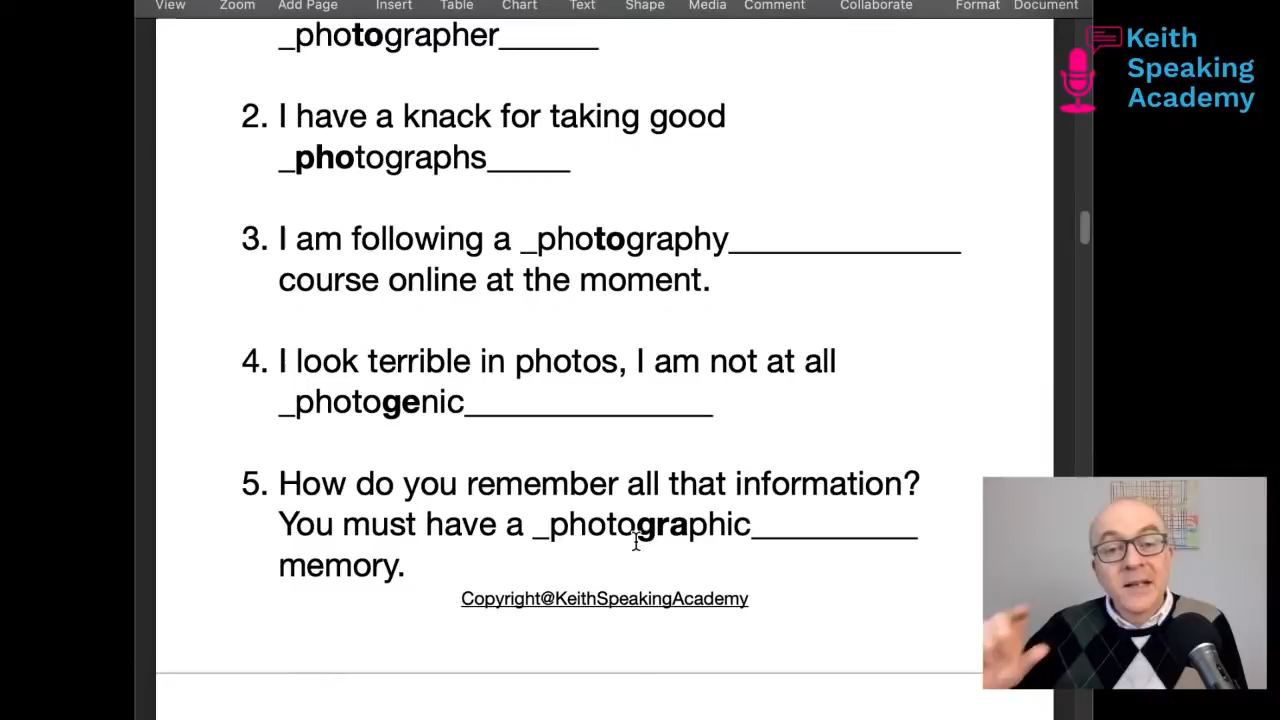 View Zoom Add Page Insert Table Chart Text Shape Media Comment Collaborate Format Document
_photographer______
Keith
Speaking
Academy
2. I have a knack for taking good
_photographs_____
3. I am following a _photography______________
course online at the moment.
4. I look terrible in photos, I am not at all
_photogenic_______________
5. How do you remember all that information?
You must have a _photographic__________
memory.
Copyright@KeithSpeakingAcademy